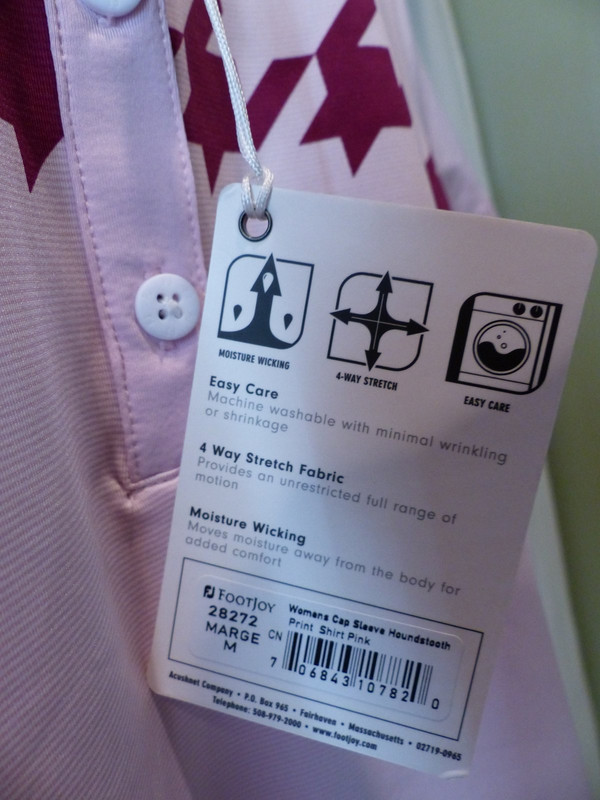 MOISTURE WICKING
4-WAY STRETCH
EASY CARE
Easy Care
Machine washable with minimal wrinkling
or shrinkage
4 Way Stretch Fabric
Provides an unrestricted full range of
motion
Moisture Wicking
Moves moisture away from the body for
added comfort
FOOTJOY
28272
MARGE
M
Womens Cap Sleeve Houndstooth
Print Shirt Pink
CN
7 06843 10782 0
Acushnet Company • P.O. Box 965 • Fairhaven • Massachusetts • 02719-0965
Telephone: 508-979-2000 • www.footjoy.com